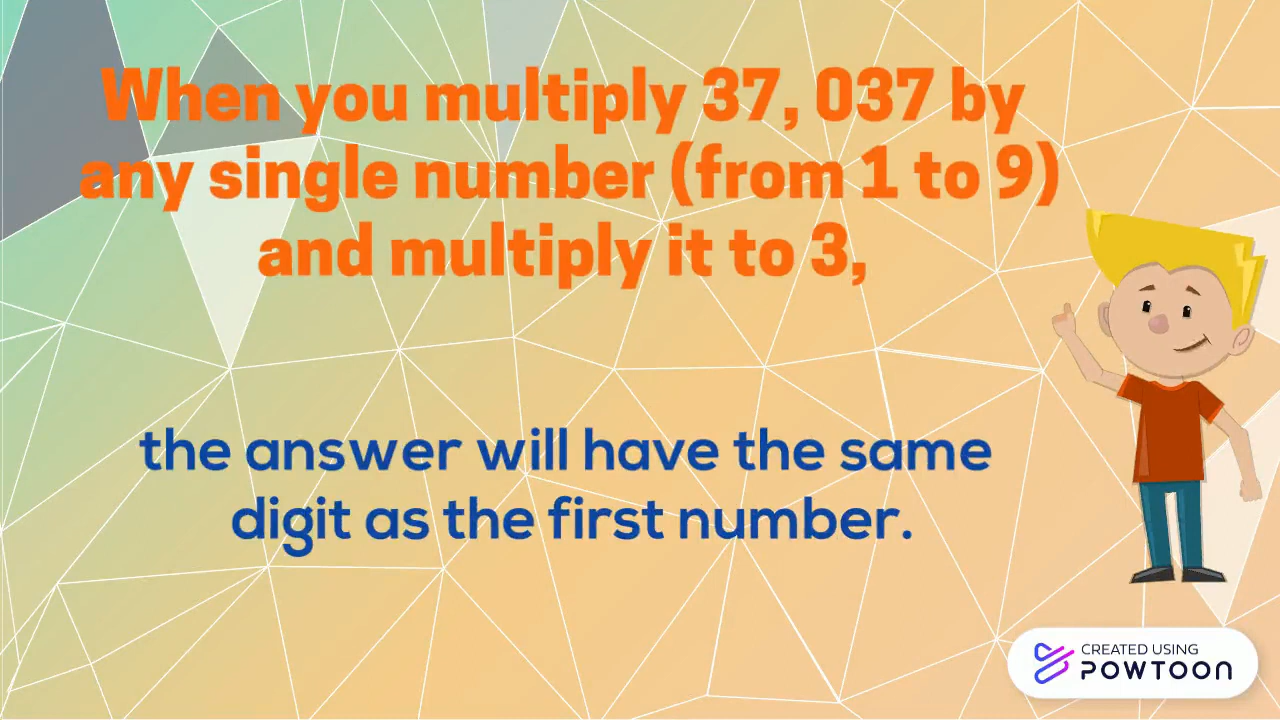 When you multiply 37, 037 by
any single number (from 1 to 9)
and multiply it to 3,
the answer will have the same
digit as the first number.
CREATED USING
POWTOON